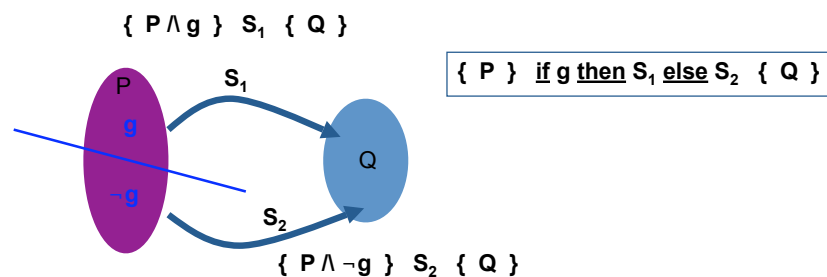 { P /\ g } S1 { Q }
{ P } if g then S1 else S2 { Q }
S1
P
g
Q
¬g
S2
{ P /\ ¬g } S2 { Q }